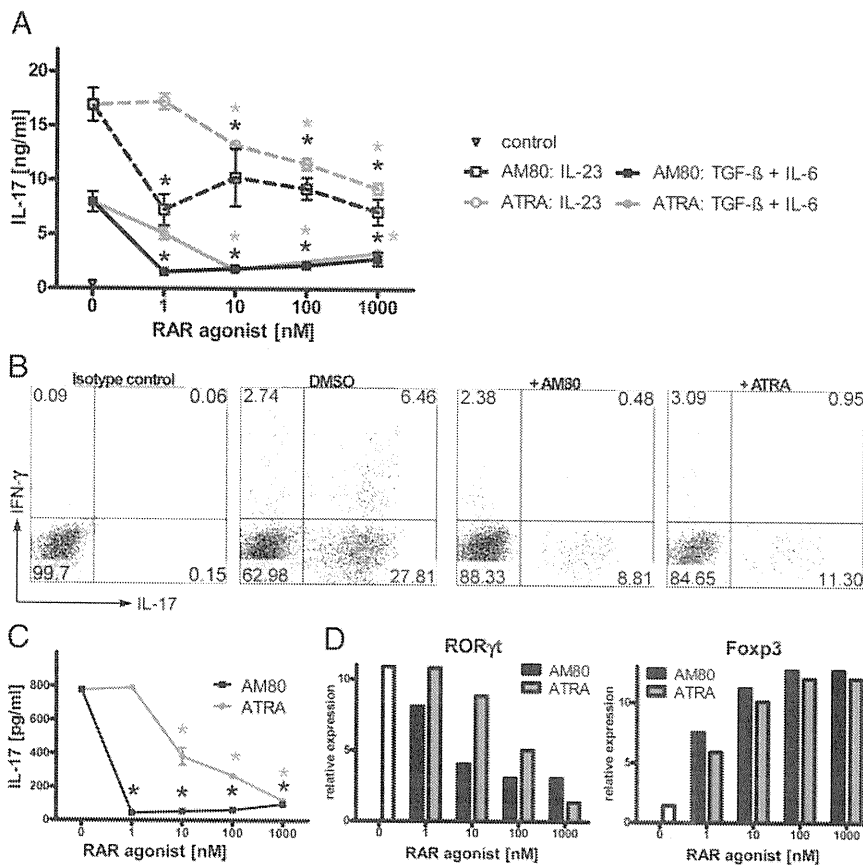 A
IL-17 [ng/ml]
20
15
10
5
0
0 1 10 100 1000
RAR agonist [nM]
control
AM80: IL-23 AM80: TGF-ß + IL-6
ATRA: IL-23 ATRA: TGF-ß + IL-6
B
Isotype control DMSO +AM80 +ATRA
0.09 0.06 2.74 6.46 2.38 0.48 3.09 0.95
99.7 0.15 62.98 27.81 88.33 8.81 84.65 11.30
IFN-γ
IL-17
C
IL-17 [pg/ml]
800
600
400
200
0
AM80
ATRA
0 1 10 100 1000
RAR agonist [nM]
D
RORγt
relative expression
10
5
0
AM80
ATRA
0 1 10 100 1000
RAR agonist [nM]
Foxp3
relative expression
10
5
0
AM80
ATRA
0 1 10 100 1000
RAR agonist [nM]